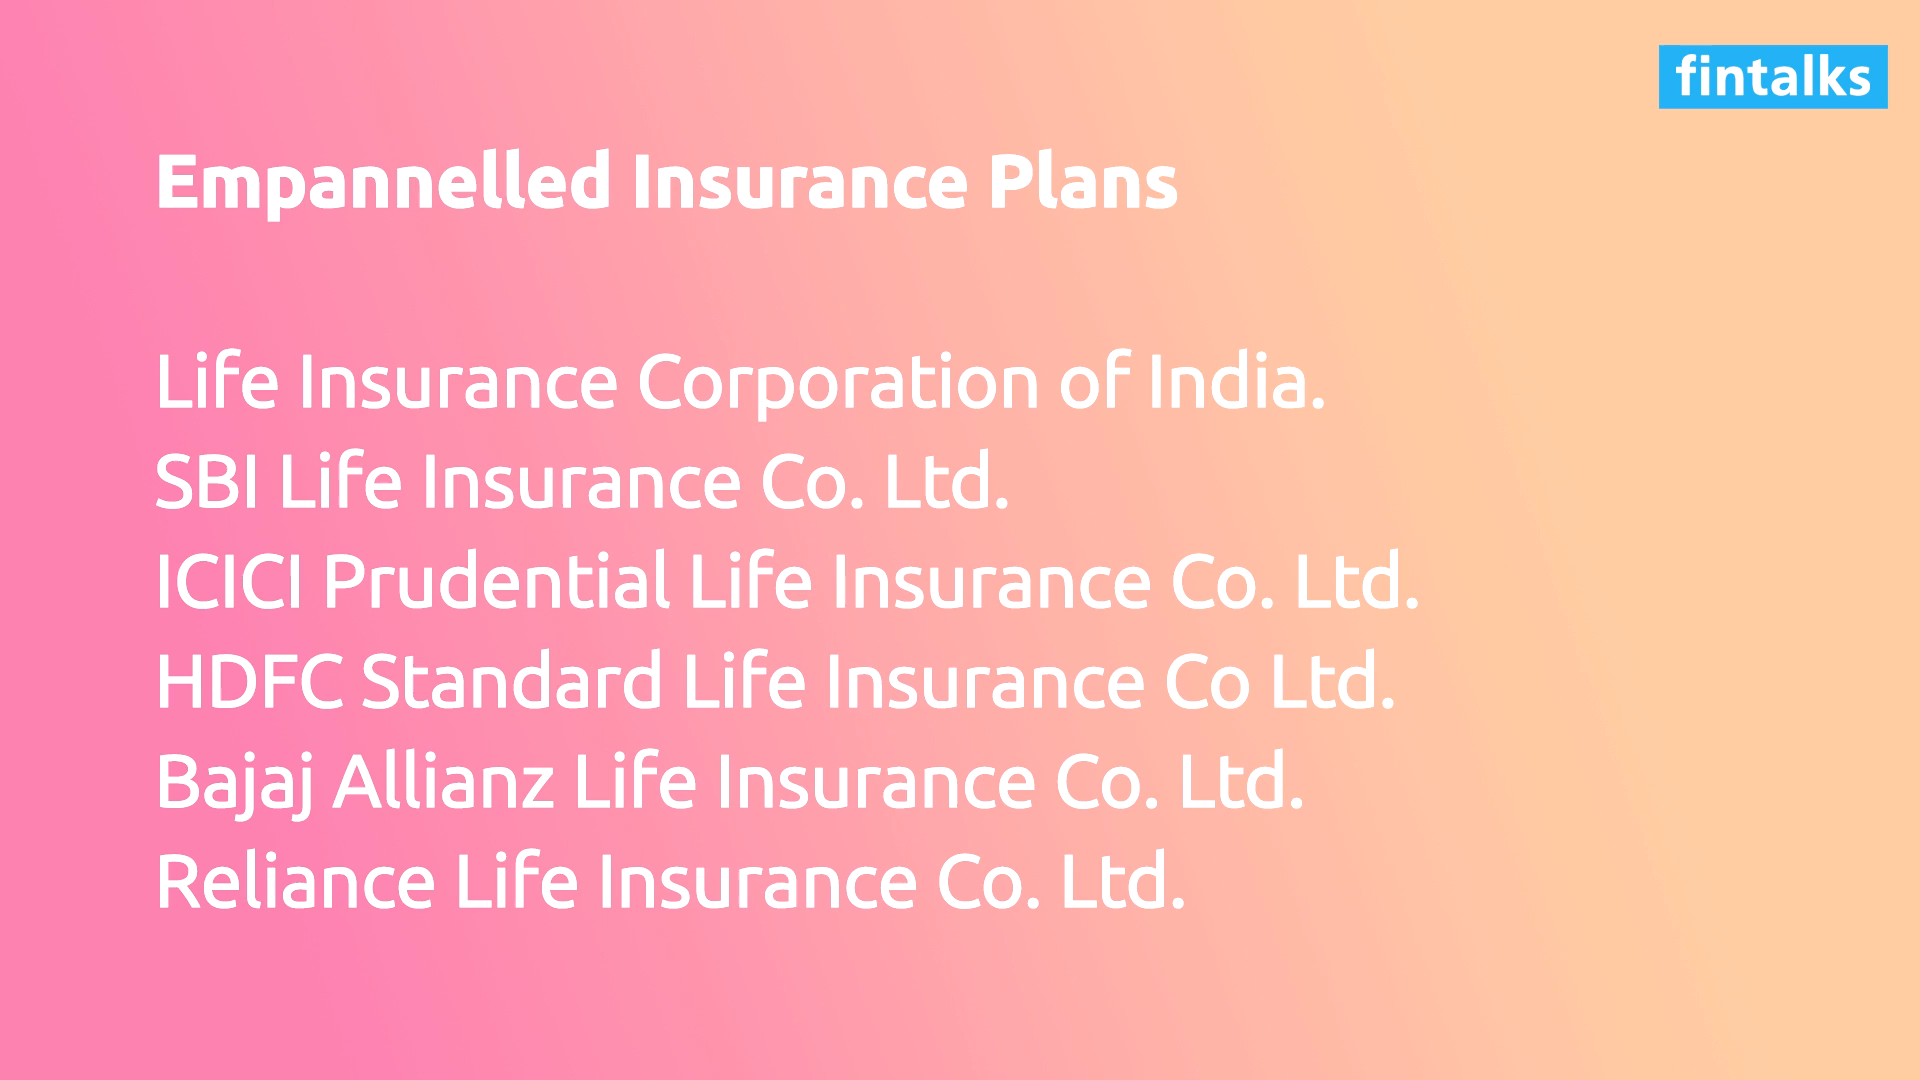 fintalks
Empannelled Insurance Plans
Life Insurance Corporation of India.
SBI Life Insurance Co. Ltd.
ICICI Prudential Life Insurance Co. Ltd.
HDFC Standard Life Insurance Co Ltd.
Bajaj Allianz Life Insurance Co. Ltd.
Reliance Life Insurance Co. Ltd.